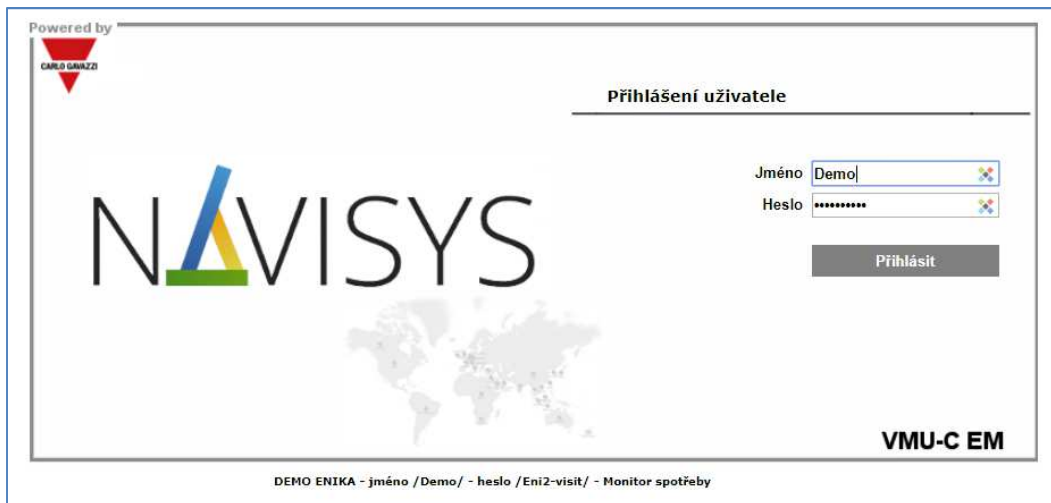 Powered by
CARLO GAVAZZI
Přihlášení uživatele
Jméno Demo
Heslo ••••••••••
Přihlásit
NAVISYS
VMU-C EM
DEMO ENIKA - jméno /Demo/ - heslo /Eni2-visit/ - Monitor spotřeby